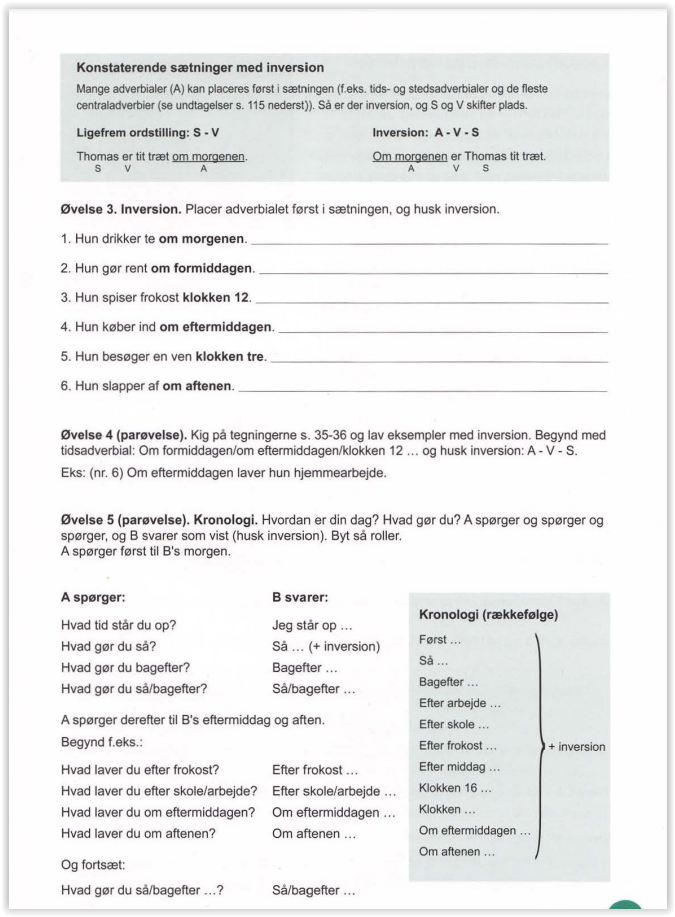 Konstaterende sætninger med inversion
Mange adverbialer (A) kan placeres først i sætningen (f.eks. tids- og stedsadverbialer og de fleste
centraladverbier (se undtagelser s. 115 nederst)). Så er der inversion, og S og V skifter plads.
Ligefrem ordstilling: S - V
Inversion: A - V - S
Thomas er tit træt om morgenen.
S V A
Om morgenen er Thomas tit træt.
A V S
Øvelse 3. Inversion. Placer adverbialet først i sætningen, og husk inversion.
1. Hun drikker te om morgenen.
2. Hun gør rent om formiddagen.
3. Hun spiser frokost klokken 12.
4. Hun køber ind om eftermiddagen.
5. Hun besøger en ven klokken tre.
6. Hun slapper af om aftenen.
Øvelse 4 (parøvelse). Kig på tegningerne s. 35-36 og lav eksempler med inversion. Begynd med
tidsadverbial: Om formiddagen/om eftermiddagen/klokken 12 ... og husk inversion: A - V - S.
Eks: (nr. 6) Om eftermiddagen laver hun hjemmearbejde.
Øvelse 5 (parøvelse). Kronologi. Hvordan er din dag? Hvad gør du? A spørger og spørger og
spørger, og B svarer som vist (husk inversion). Byt så roller.
A spørger først til B's morgen.
A spørger:
Hvad tid står du op?
Hvad gør du så?
Hvad gør du bagefter?
Hvad gør du så/bagefter?
B svarer:
Jeg står op ...
Så ... (+ inversion)
Bagefter ...
Så/bagefter ...
A spørger derefter til B's eftermiddag og aften.
Begynd f.eks.:
Hvad laver du efter frokost?
Hvad laver du efter skole/arbejde?
Hvad laver du om eftermiddagen?
Hvad laver du om aftenen?
Efter frokost ...
Efter skole/arbejde ...
Om eftermiddagen ...
Om aftenen ...
Og fortsæt:
Hvad gør du så/bagefter ...?
Så/bagefter ...
Kronologi (rækkefølge)
Først ...
Så ...
Bagefter ...
Efter arbejde ...
Efter skole ...
Efter frokost ...
Efter middag ...
Klokken 16 ...
Klokken ...
Om eftermiddagen ...
Om aftenen ...
+ inversion